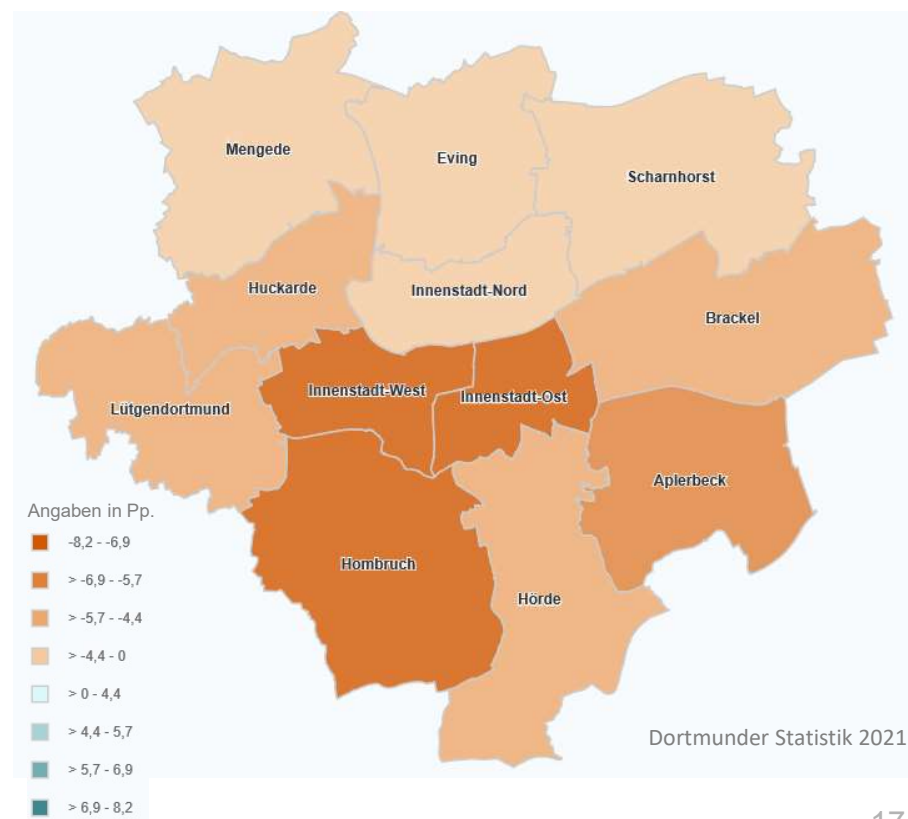 Mengede
Eving
Scharnhorst
Huckarde
Innenstadt-Nord
Brackel
Innenstadt-West
Innenstadt-Ost
Lütgendortmund
Aplerbeck
Hombruch
Hörde
Angaben in Pp.
-8,2 - -6,9
> -6,9 - -5,7
> -5,7 - -4,4
> -4,4 - 0
> 0 - 4,4
> 4,4 - 5,7
> 5,7 - 6,9
> 6,9 - 8,2
Dortmunder Statistik 2021
17